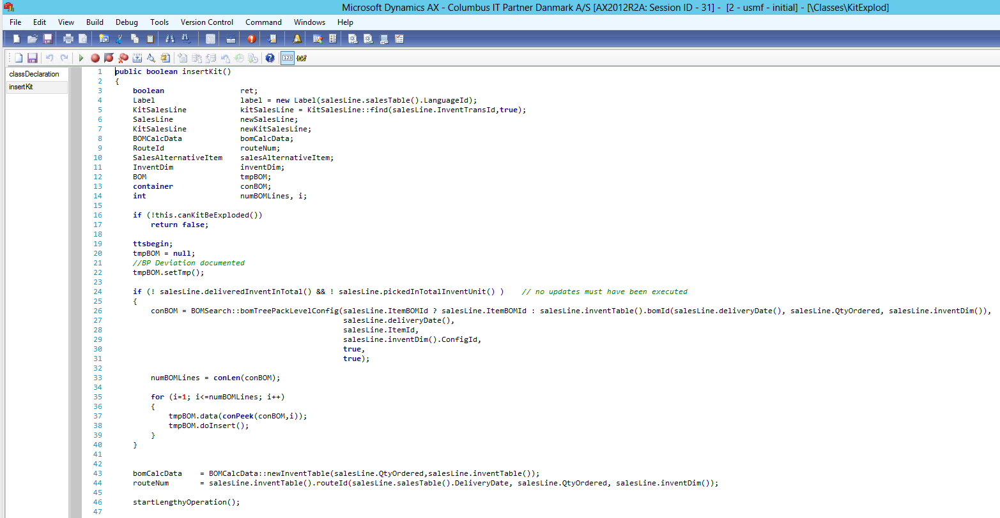 Microsoft Dynamics AX - Columbus IT Partner Danmark A/S [AX2012R2A: Session ID - 31] - [2 - usmf - initial] - [\Classes\KitExplod]
File Edit View Build Debug Tools Version Control Command Windows Help
123
classDeclaration
insertKit
1 public boolean insertKit()
2 {
3 boolean ret;
4 Label label = new Label(salesLine.salesTable().LanguageId);
5 KitSalesLine kitSalesLine = KitSalesLine::find(salesLine.InventTransId,true);
6 SalesLine newSalesLine;
7 KitSalesLine newKitSalesLine;
8 BOMCalcData bomCalcData;
9 RouteId routeNum;
10 SalesAlternativeItem salesAlternativeItem;
11 InventDim inventDim;
12 BOM tmpBOM;
13 container conBOM;
14 int numBOMLines, i;
15
16 if (!this.canKitBeExploded())
17 return false;
18
19 ttsbegin;
20 tmpBOM = null;
21 //BP Deviation documented
22 tmpBOM.setTmp();
23
24 if (! salesLine.deliveredInventInTotal() && ! salesLine.pickedInTotalInventUnit() ) // no updates must have been executed
25 {
26 conBOM = BOMSearch::bomTreePackLevelConfig(salesLine.ItemBOMId ? salesLine.ItemBOMId : salesLine.inventTable().bomId(salesLine.deliveryDate(), salesLine.QtyOrdered, salesLine.inventDim()),
27 salesLine.deliveryDate(),
28 salesLine.ItemId,
29 salesLine.inventDim().ConfigId,
30 true,
31 true);
32
33 numBOMLines = conLen(conBOM);
34
35 for (i=1; i<=numBOMLines; i++)
36 {
37 tmpBOM.data(conPeek(conBOM,i));
38 tmpBOM.doInsert();
39 }
40 }
41
42
43 bomCalcData = BOMCalcData::newInventTable(salesLine.QtyOrdered,salesLine.inventTable());
44 routeNum = salesLine.inventTable().routeId(salesLine.salesTable().DeliveryDate, salesLine.QtyOrdered, salesLine.inventDim());
45
46 startLengthyOperation();
47